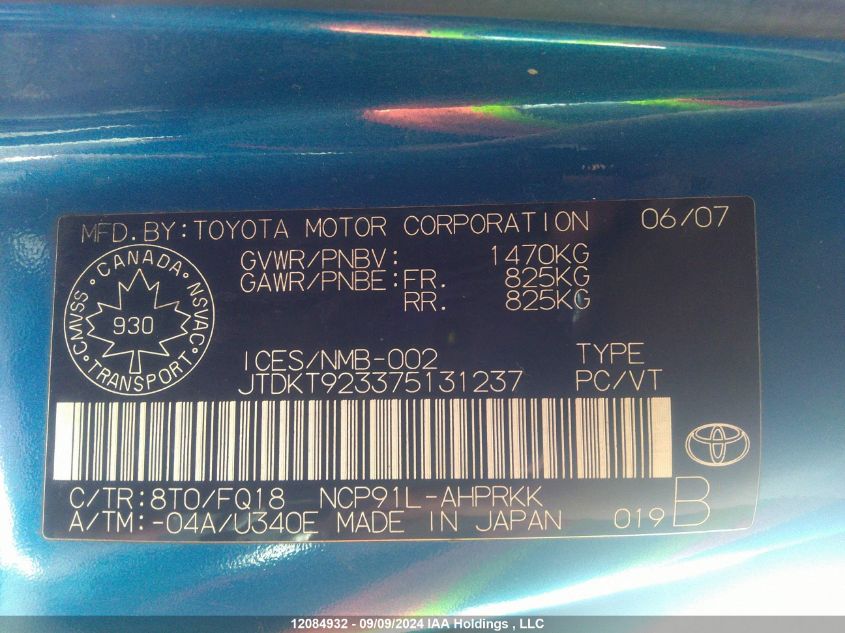 MFD.BY:TOYOTA MOTOR CORPORATION 06/07
GVWR/PNBV: 1470KG
GAWR/PNBE:FR. 825KG
RR. 825KG
CANADA
CMVSS NSVAC
930
TRANSPORT
ICES/NMB-002 TYPE
JTDKT923375131237 PC/VT
C/TR:8T0/FQ18 NCP91L-AHPRKK
A/TM:-04A/U340E MADE IN JAPAN 019 B
12084932 - 09/09/2024 IAA Holdings , LLC